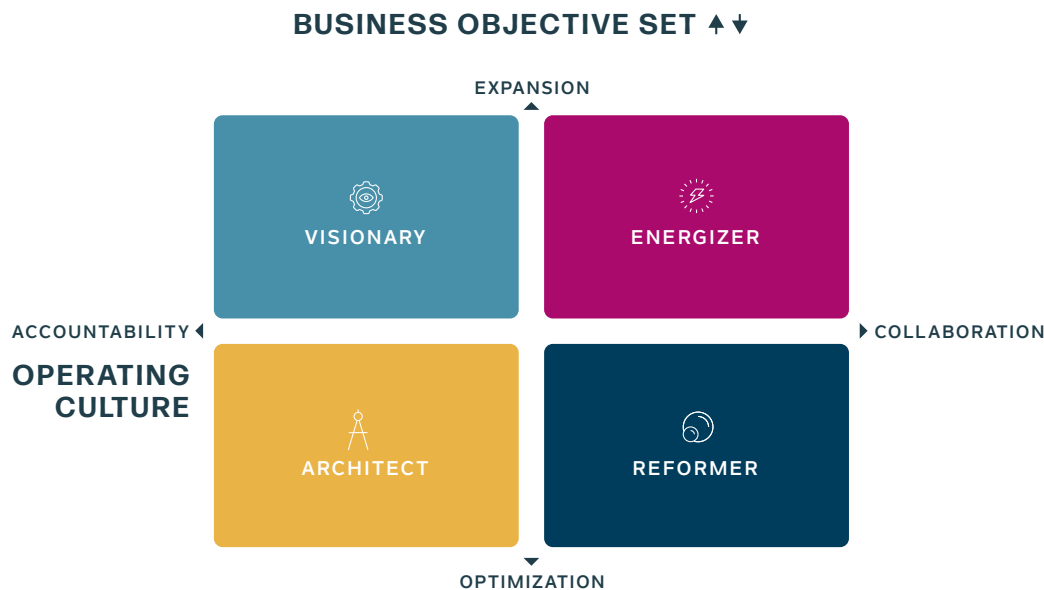 BUSINESS OBJECTIVE SET
EXPANSION
VISIONARY
ENERGIZER
ACCOUNTABILITY
COLLABORATION
OPERATING
CULTURE
ARCHITECT
REFORMER
OPTIMIZATION